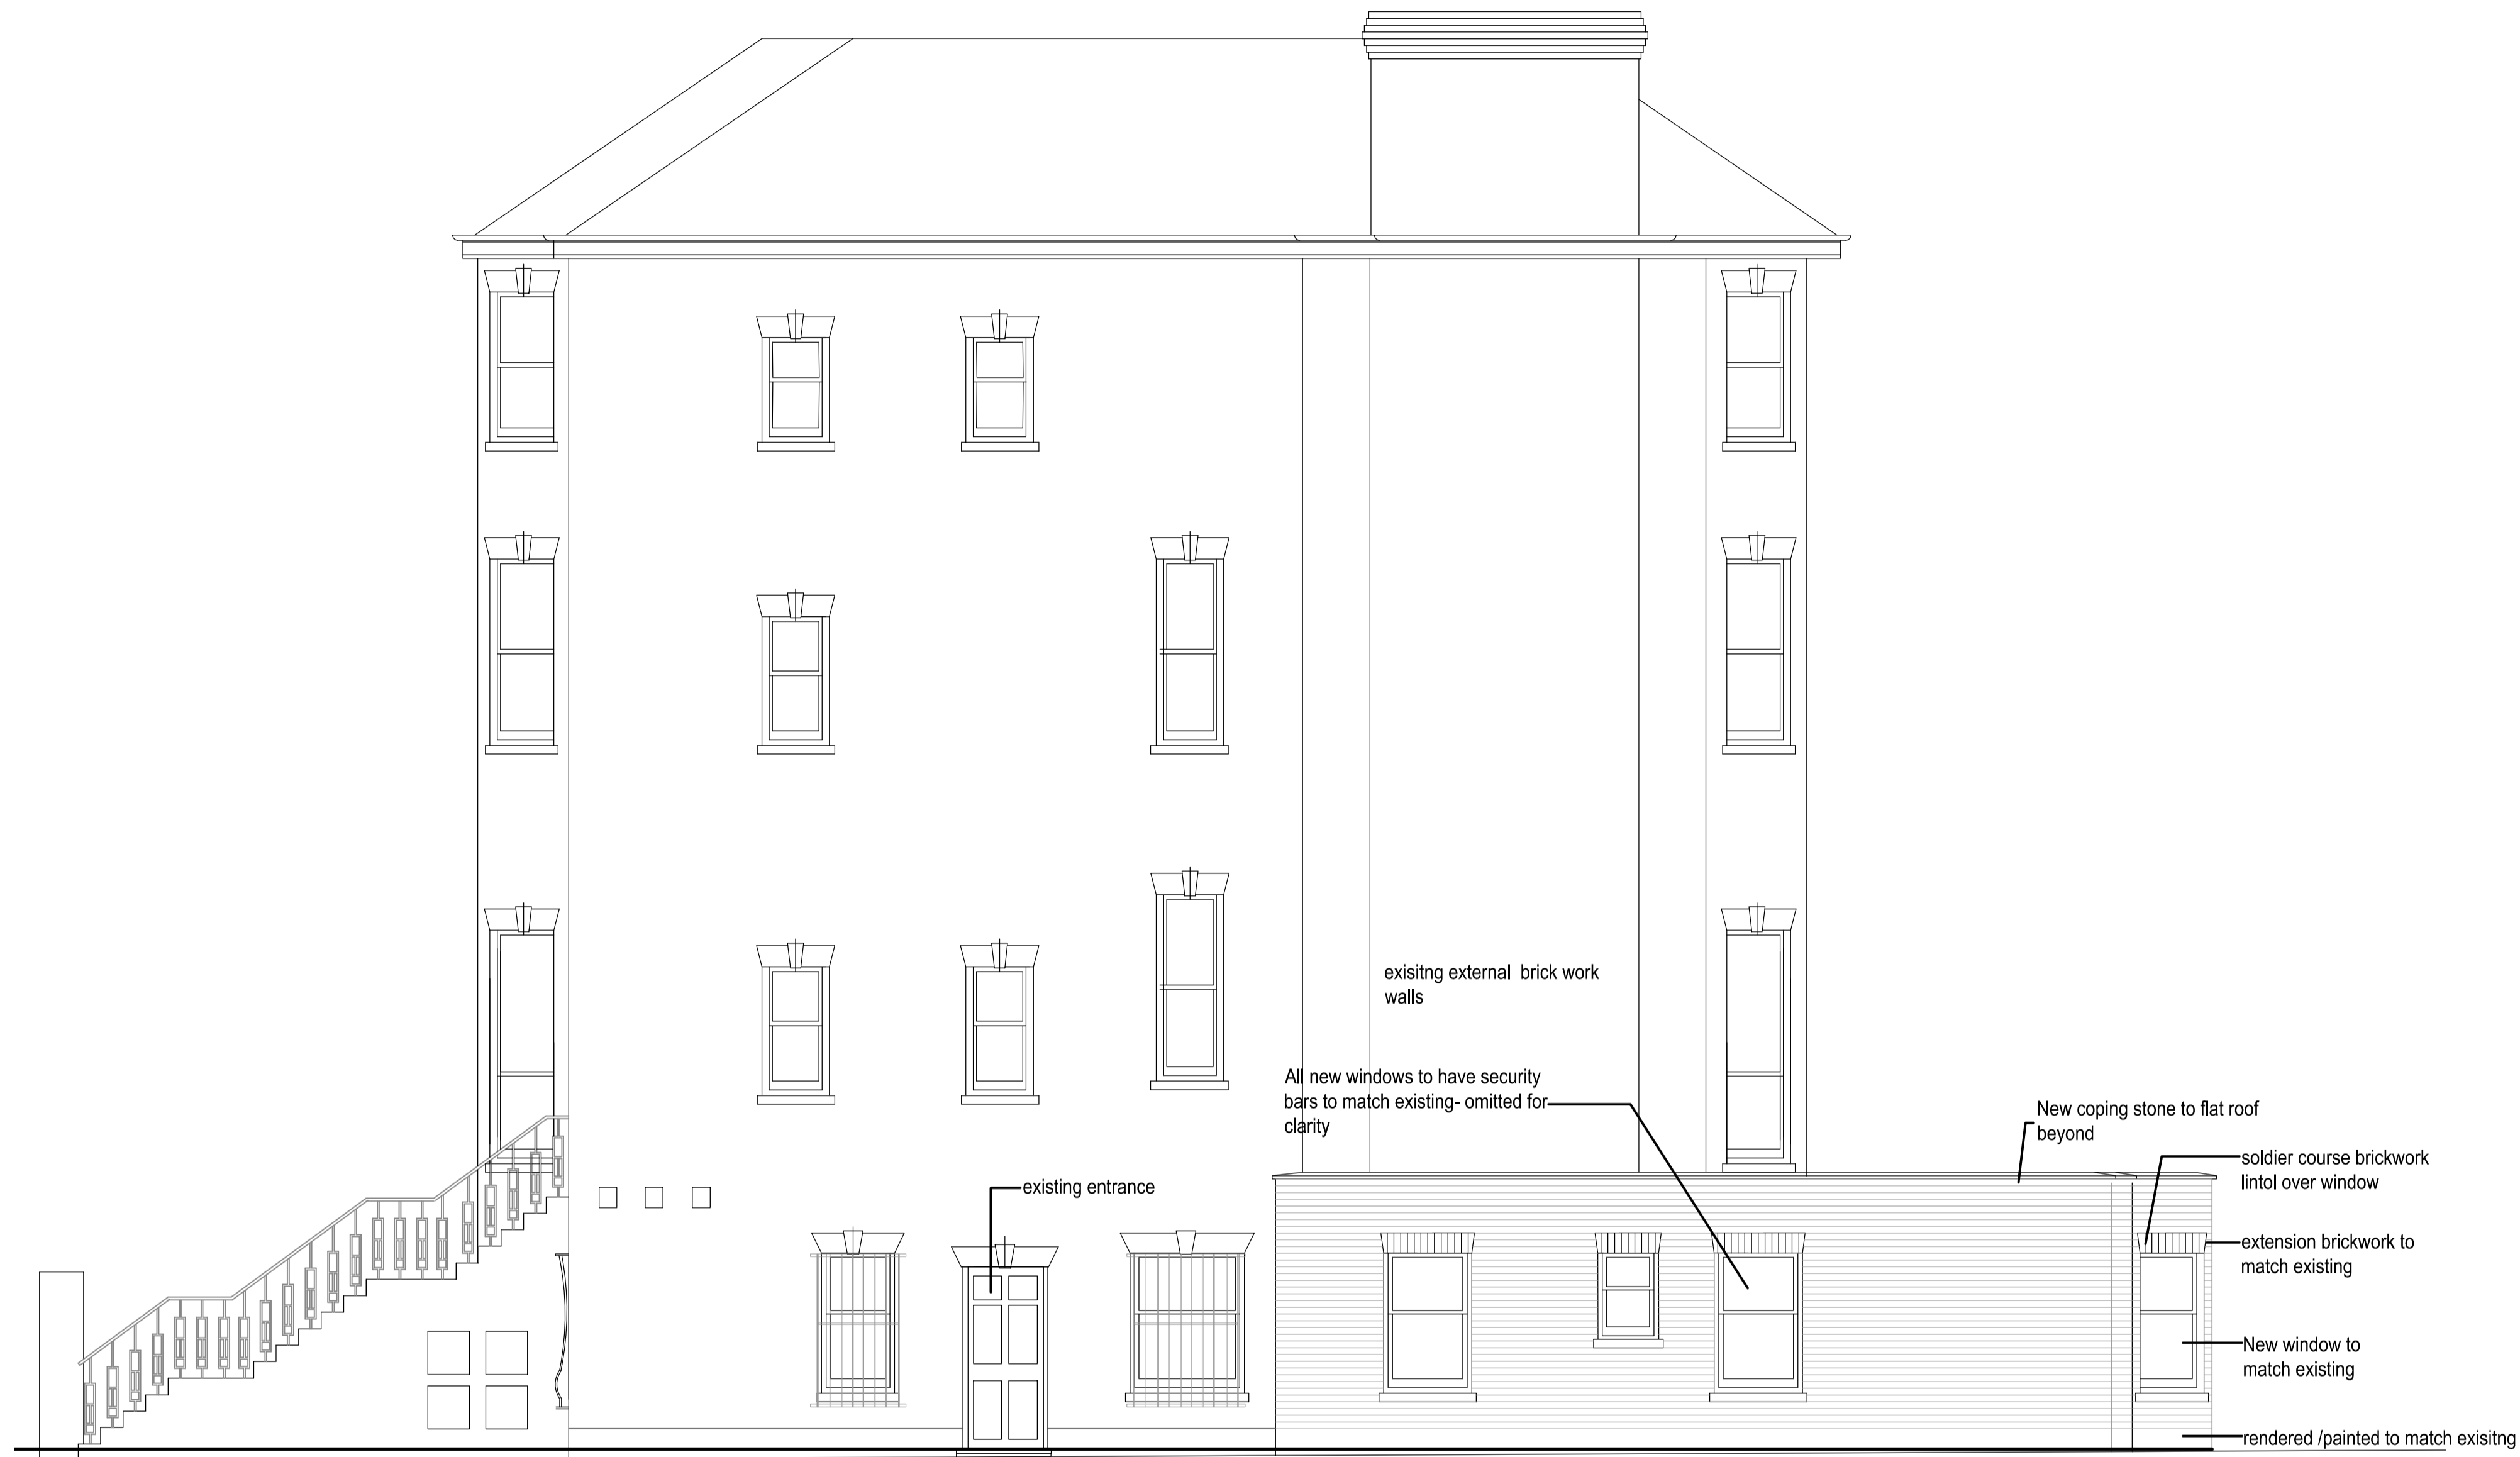 exisitng external  brick work
walls
All new windows to have security
bars to match existing- omitted for
clarity
New coping stone to flat roof
beyond
soldier course brickwork
lintol over window
existing entrance
extension brickwork to
match existing
New window to
match existing
rendered /painted to match exisitng